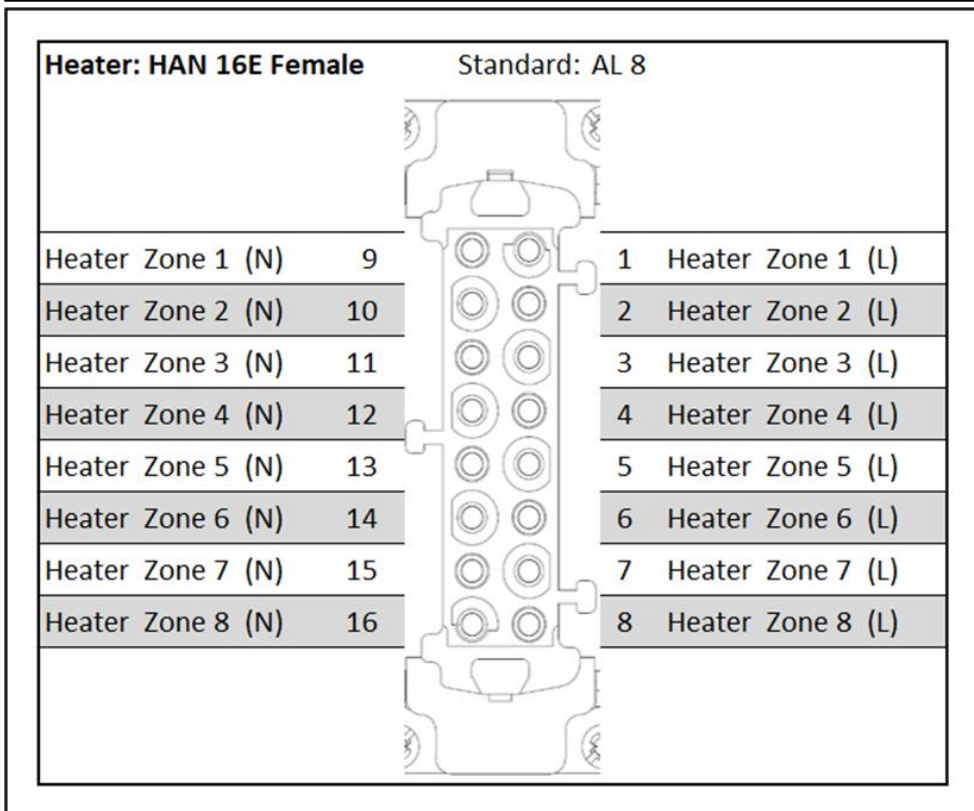 Heater: HAN 16E Female Standard: AL 8
Heater Zone 1 (N) 9 1 Heater Zone 1 (L)
Heater Zone 2 (N) 10 2 Heater Zone 2 (L)
Heater Zone 3 (N) 11 3 Heater Zone 3 (L)
Heater Zone 4 (N) 12 4 Heater Zone 4 (L)
Heater Zone 5 (N) 13 5 Heater Zone 5 (L)
Heater Zone 6 (N) 14 6 Heater Zone 6 (L)
Heater Zone 7 (N) 15 7 Heater Zone 7 (L)
Heater Zone 8 (N) 16 8 Heater Zone 8 (L)